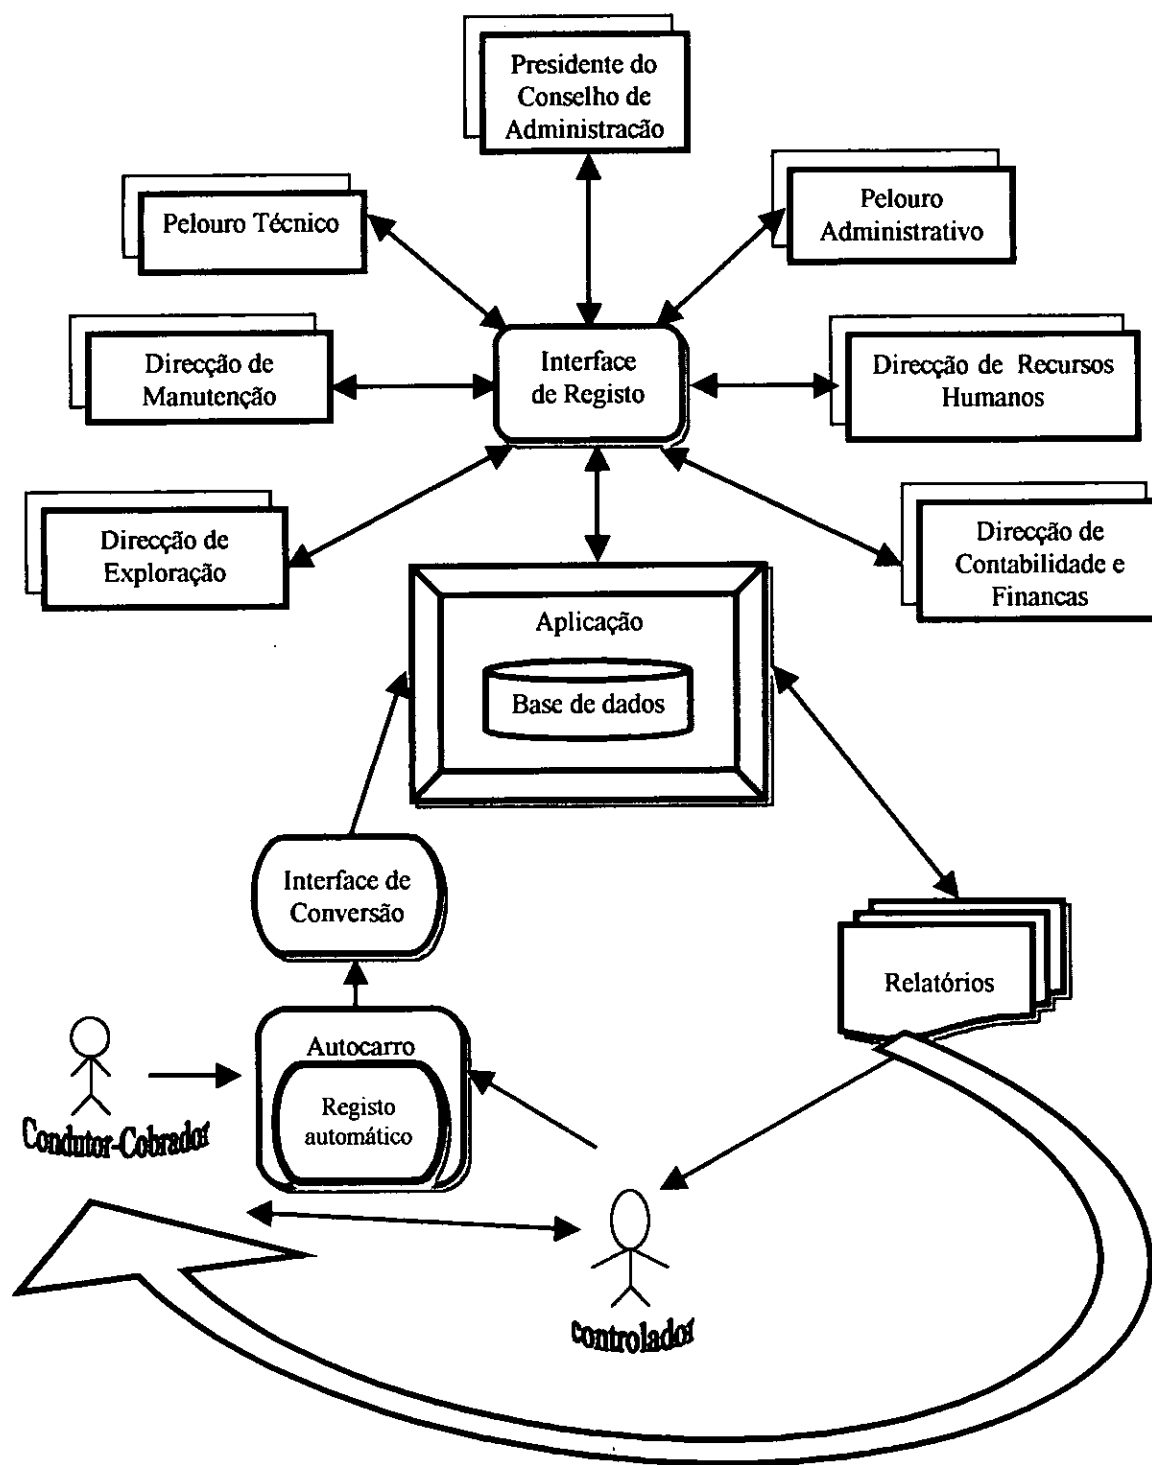 Presidente do
Conselho de
Administracão
Pelouro Técnico
Pelouro
Administrativo
Direcção de
Manutenção
Interface
de Registo
Direcção de Recursos
Humanos
Direcção de
Exploração
Direcção de
Contabilidade e
Financas
Aplicação
Base de dados
Interface de
Conversão
Relatórios
Autocarro
Registo
automático
Condutor-Cobrador
controlador